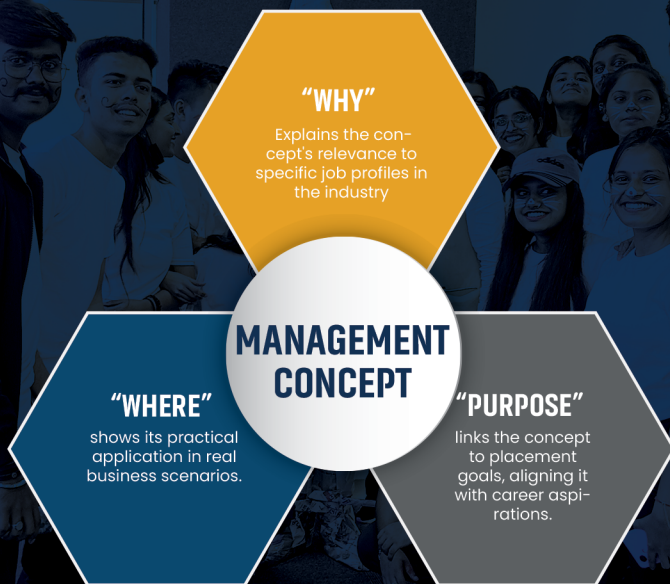 “WHY”
Explains the con-
cept's relevance to
specific job profiles in
the industry
MANAGEMENT
CONCEPT
“WHERE”
shows its practical
application in real
business scenarios.
“PURPOSE”
links the concept
to placement
goals, aligning it
with career aspi-
rations.